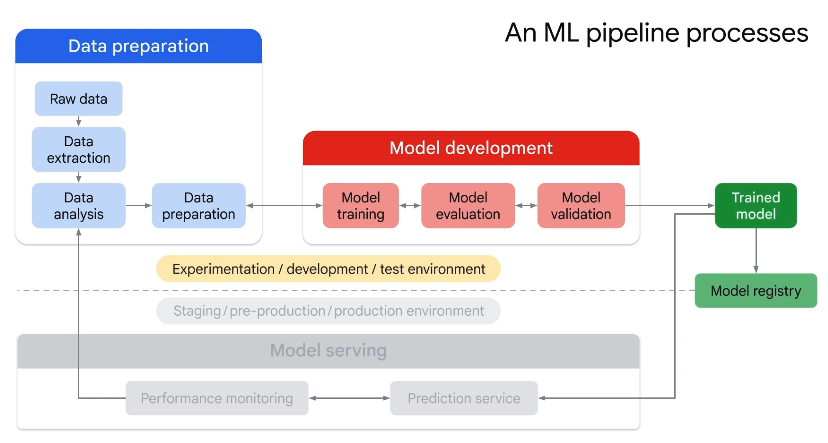 An ML pipeline processes
Data preparation
Raw data
Data
extraction
Data
analysis
Data
preparation
Model development
Model
training
Model
evaluation
Model
validation
Trained
model
Model registry
Experimentation / development / test environment
Staging / pre-production / production environment
Model serving
Performance monitoring
Prediction service